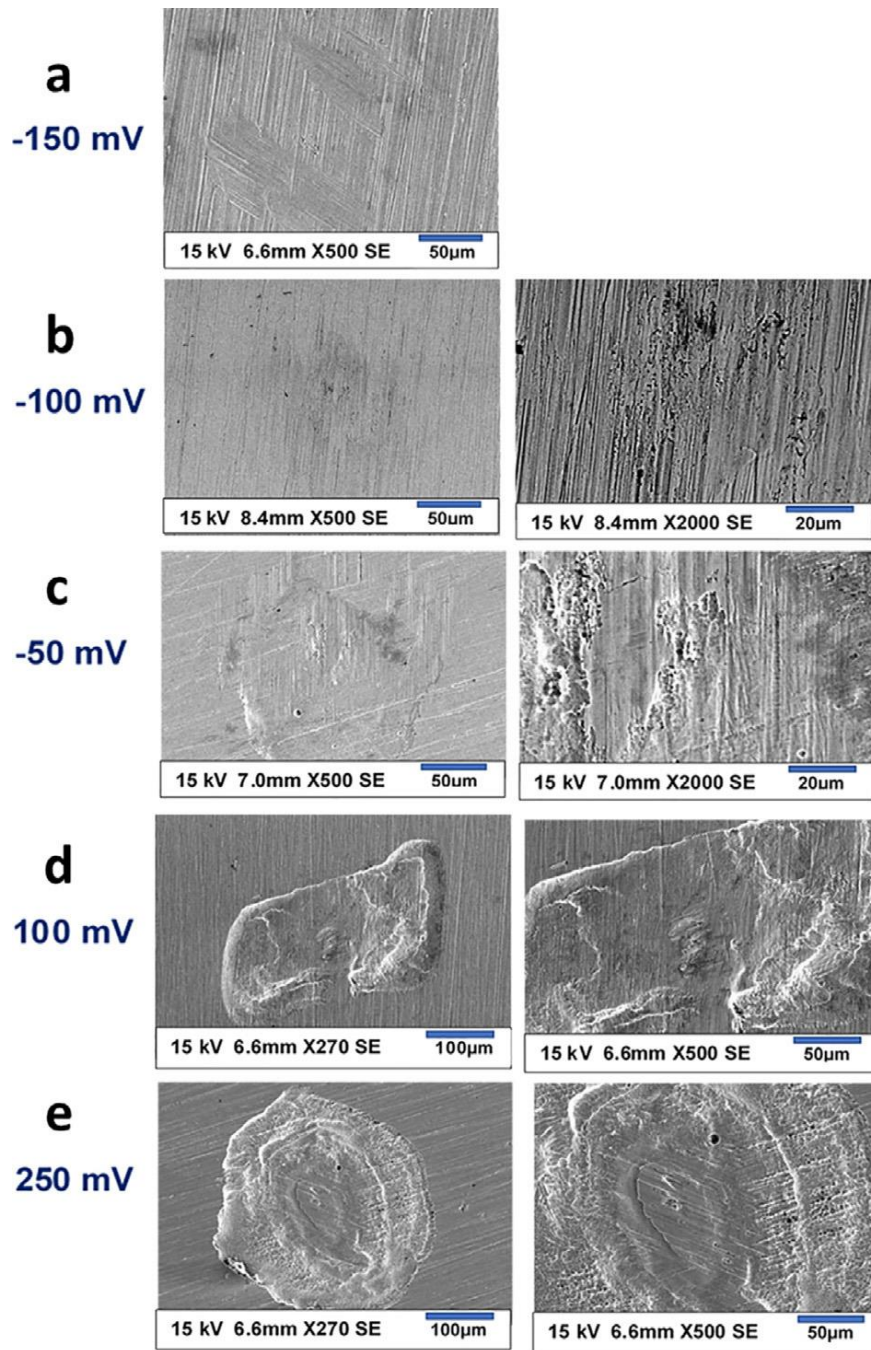 a
-150 mV
15 kV 6.6mm X500 SE 50µm
b
-100 mV
15 kV 8.4mm X500 SE 50µm
15 kV 8.4mm X2000 SE 20µm
c
-50 mV
15 kV 7.0mm X500 SE 50µm
15 kV 7.0mm X2000 SE 20µm
d
100 mV
15 kV 6.6mm X270 SE 100µm
15 kV 6.6mm X500 SE 50µm
e
250 mV
15 kV 6.6mm X270 SE 100µm
15 kV 6.6mm X500 SE 50µm